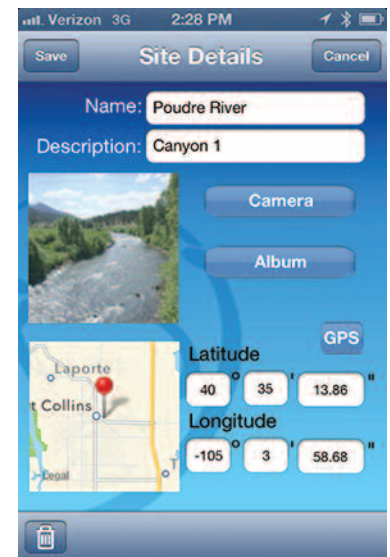 Verizon 3G 2:28 PM
Save Site Details Cancel
Name: Poudre River
Description: Canyon 1
Camera
Album
GPS
Latitude
40 ° 35 ' 13.86 "
Longitude
-105 ° 3 ' 58.68 "
Laporte
t Collins
Legal
T